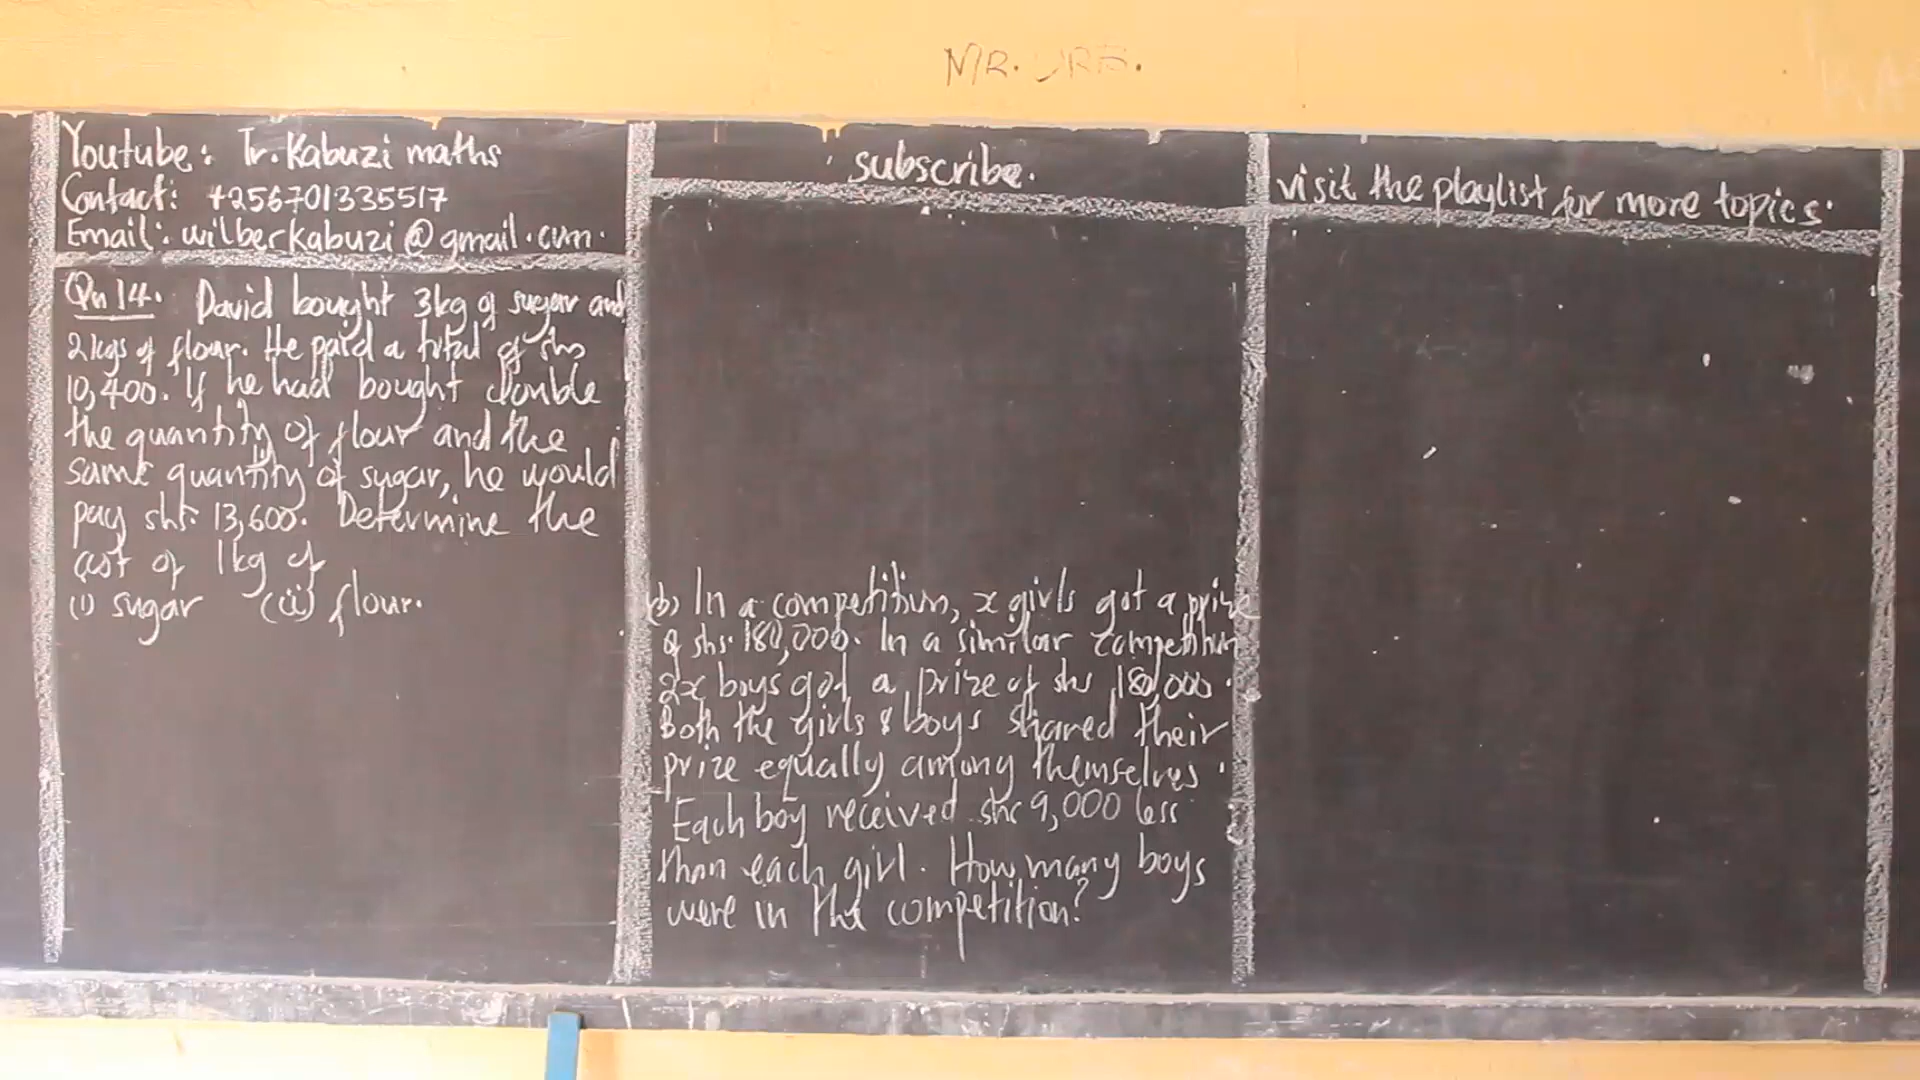 MR.
Youtube: Tr. Kabuzi maths
Contact: +256701335517
Email: wilberkabuzi@gmail.com.
Qn 14. David bought 3kg of sugar and
2kgs of flour. He paid a total of shs
10,400. If he had bought double
the quantity of flour and the
same quantity of sugar, he would
pay shs. 13,600. Determine the
cost of 1kg of
(i) sugar (ii) flour.
subscribe.
(b) In a competition, x girls got a prize
of shs. 180,000. In a similar competition
2x boys got a prize of shs 180,000.
Both the girls & boys shared their
prize equally among themselves.
Each boy received shs 9,000 less
than each girl. How many boys
were in the competition?
visit the playlist for more topics.